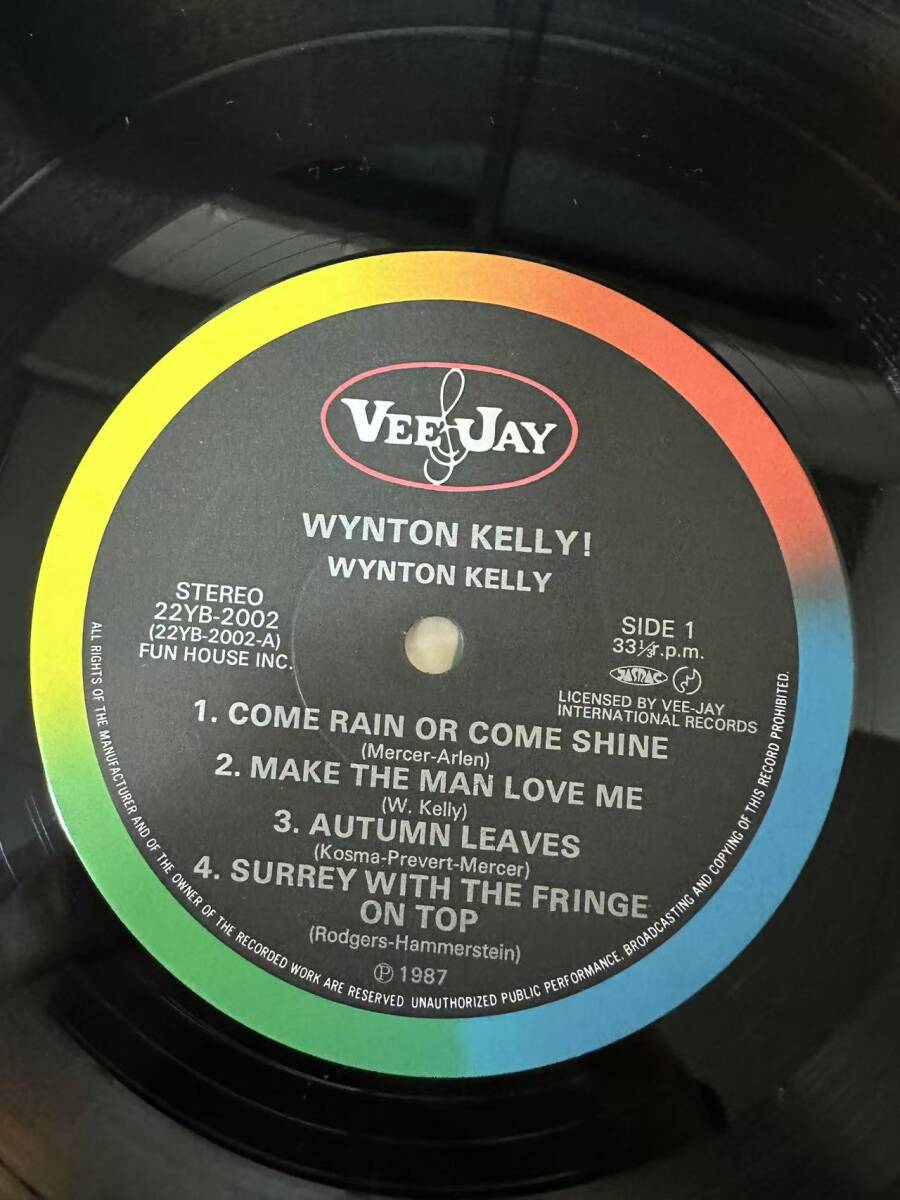 VEE JAY
WYNTON KELLY!
WYNTON KELLY
STEREO
22YB-2002
(22YB-2002-A)
FUN HOUSE INC.
SIDE 1
33⅓r.p.m.
JASRAC
LICENSED BY VEE-JAY
INTERNATIONAL RECORDS
1. COME RAIN OR COME SHINE
(Mercer-Arlen)
2. MAKE THE MAN LOVE ME
(W. Kelly)
3. AUTUMN LEAVES
(Kosma-Prevert-Mercer)
4. SURREY WITH THE FRINGE
ON TOP
(Rodgers-Hammerstein)
Ⓟ 1987
ALL RIGHTS OF THE MANUFACTURER AND OF THE OWNER OF THE RECORDED WORK ARE RESERVED UNAUTHORIZED PUBLIC PERFORMANCE, BROADCASTING AND COPYING OF THIS RECORD PROHIBITED.